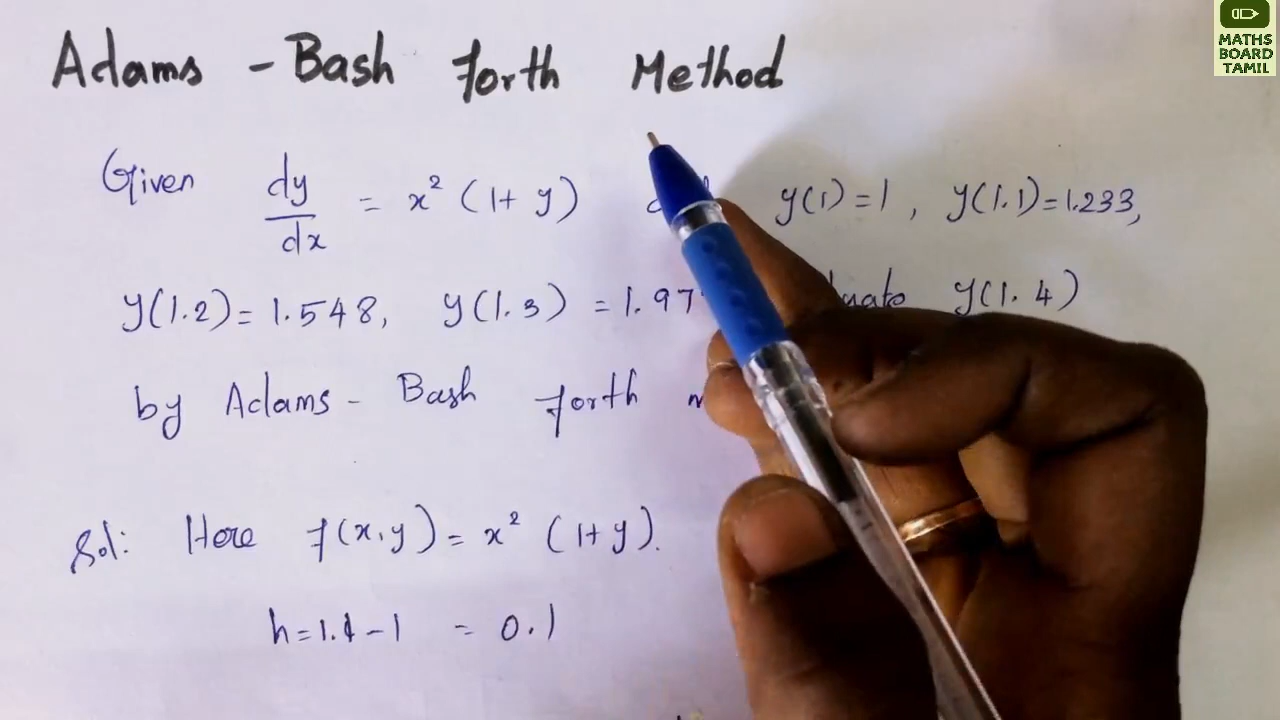 Adams - Bash forth Method
Given dy/dx = x² (1+ y) y(1)=1, y(1.1)=1.233,
y(1.2)= 1.548, y(1.3) = 1.97 y(1.4)
by Adams - Bash forth
Sol: Here f(x,y) = x² (1+ y).
h=1.1-1 = 0.1
MATHS
BOARD
TAMIL